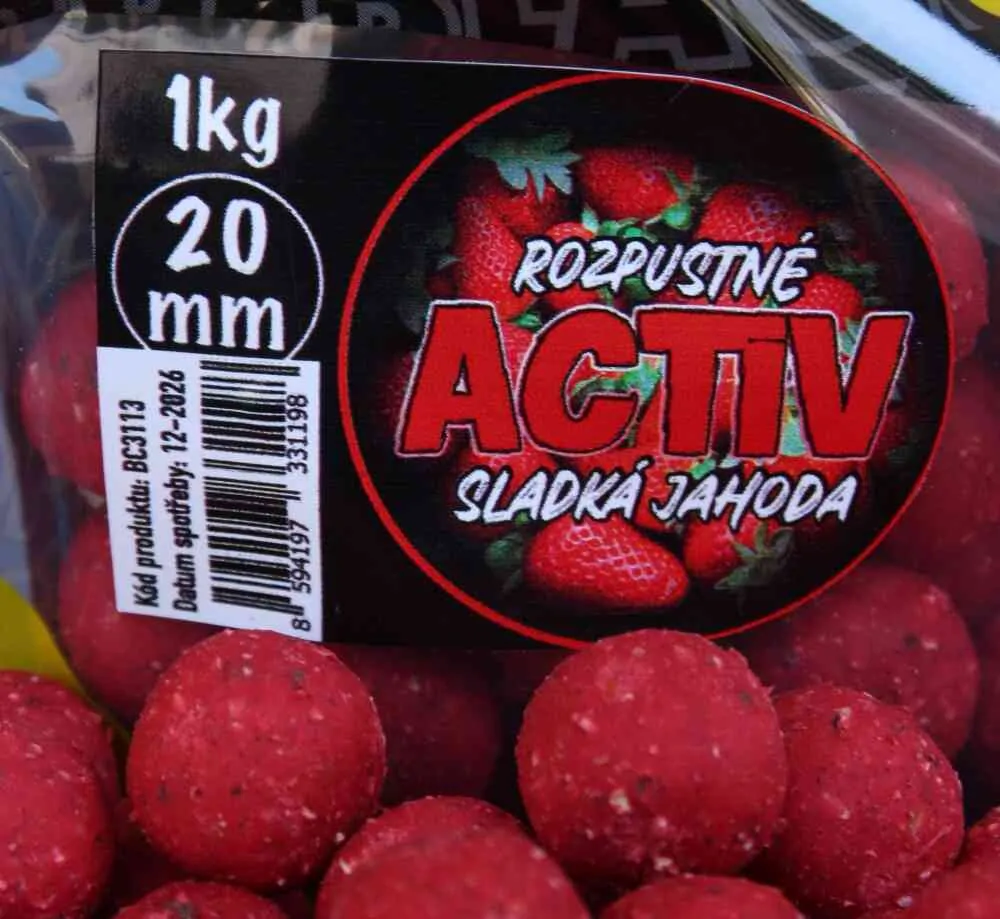 1kg
20
mm
Kód produktu: BC3113
Datum spotřeby: 12-2026
8 594197 331198
ROZPUSTNÉ
ACTIV
SLADKÁ JAHODA